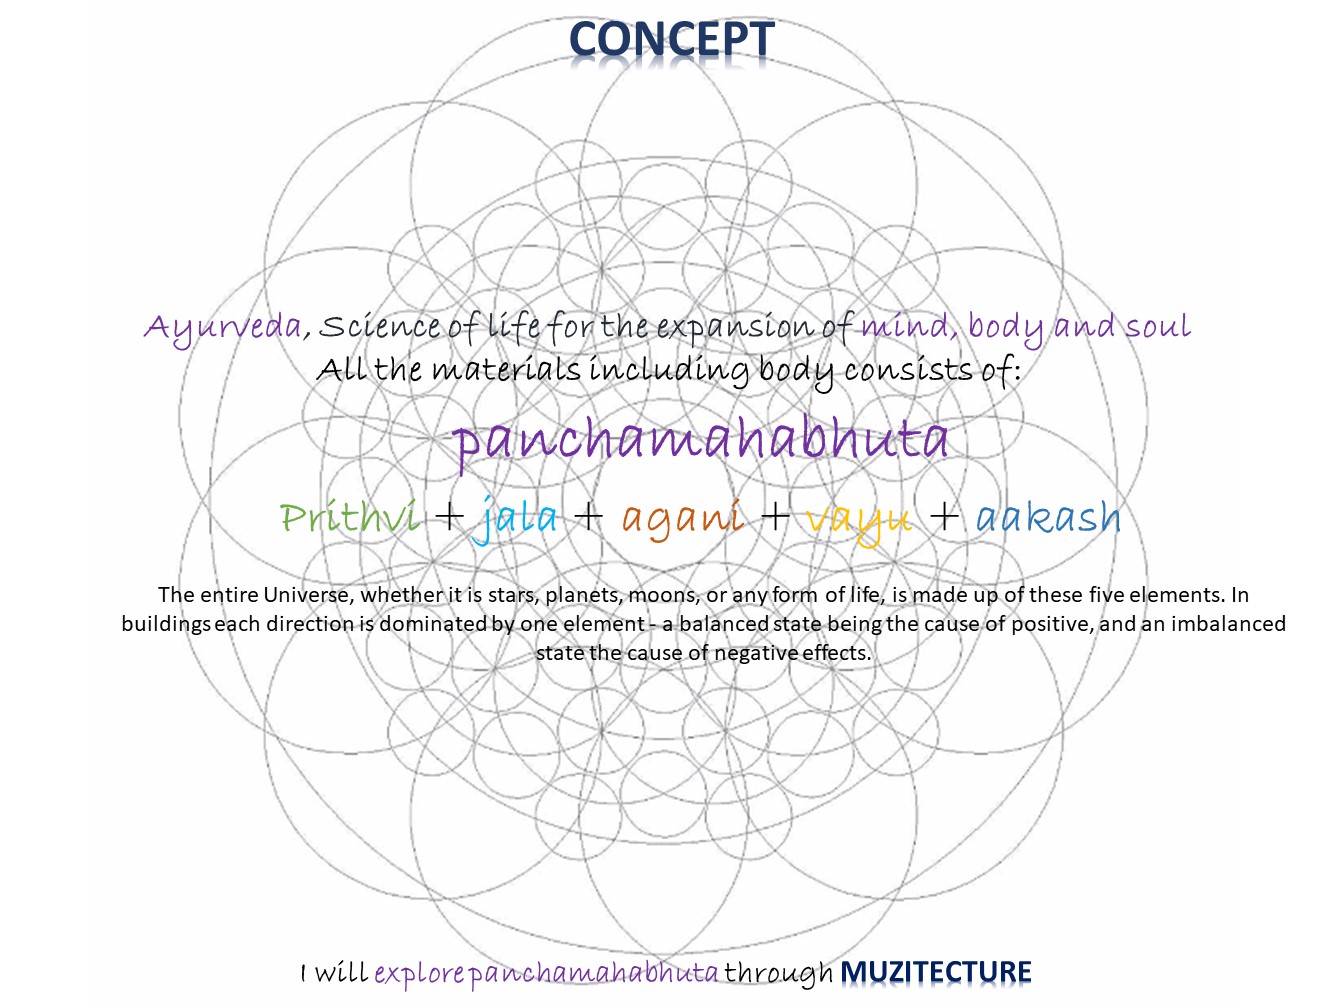 CONCEPT
Ayurveda, Science of life for the expansion of mind, body and soul
All the materials including body consists of:
panchamahabhuta
Prithvi + jala + agani + vayu + aakash
The entire Universe, whether it is stars, planets, moons, or any form of life, is made up of these five elements. In
buildings each direction is dominated by one element - a balanced state being the cause of positive, and an imbalanced
state the cause of negative effects.
I will explore panchamahabhuta through MUZITECTURE